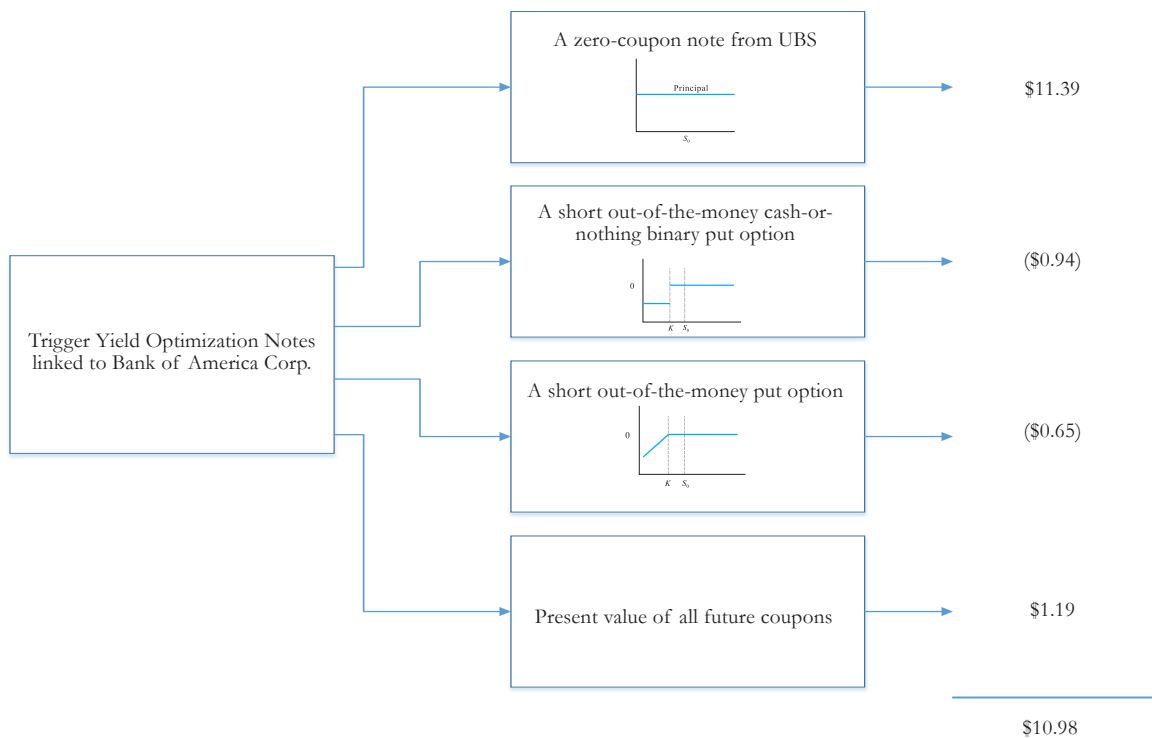 A zero-coupon note from UBS
Principal
S0
$11.39
A short out-of-the-money cash-or-
nothing binary put option
0
K
S0
($0.94)
Trigger Yield Optimization Notes
linked to Bank of America Corp.
A short out-of-the-money put option
0
K
S0
($0.65)
Present value of all future coupons
$1.19
$10.98